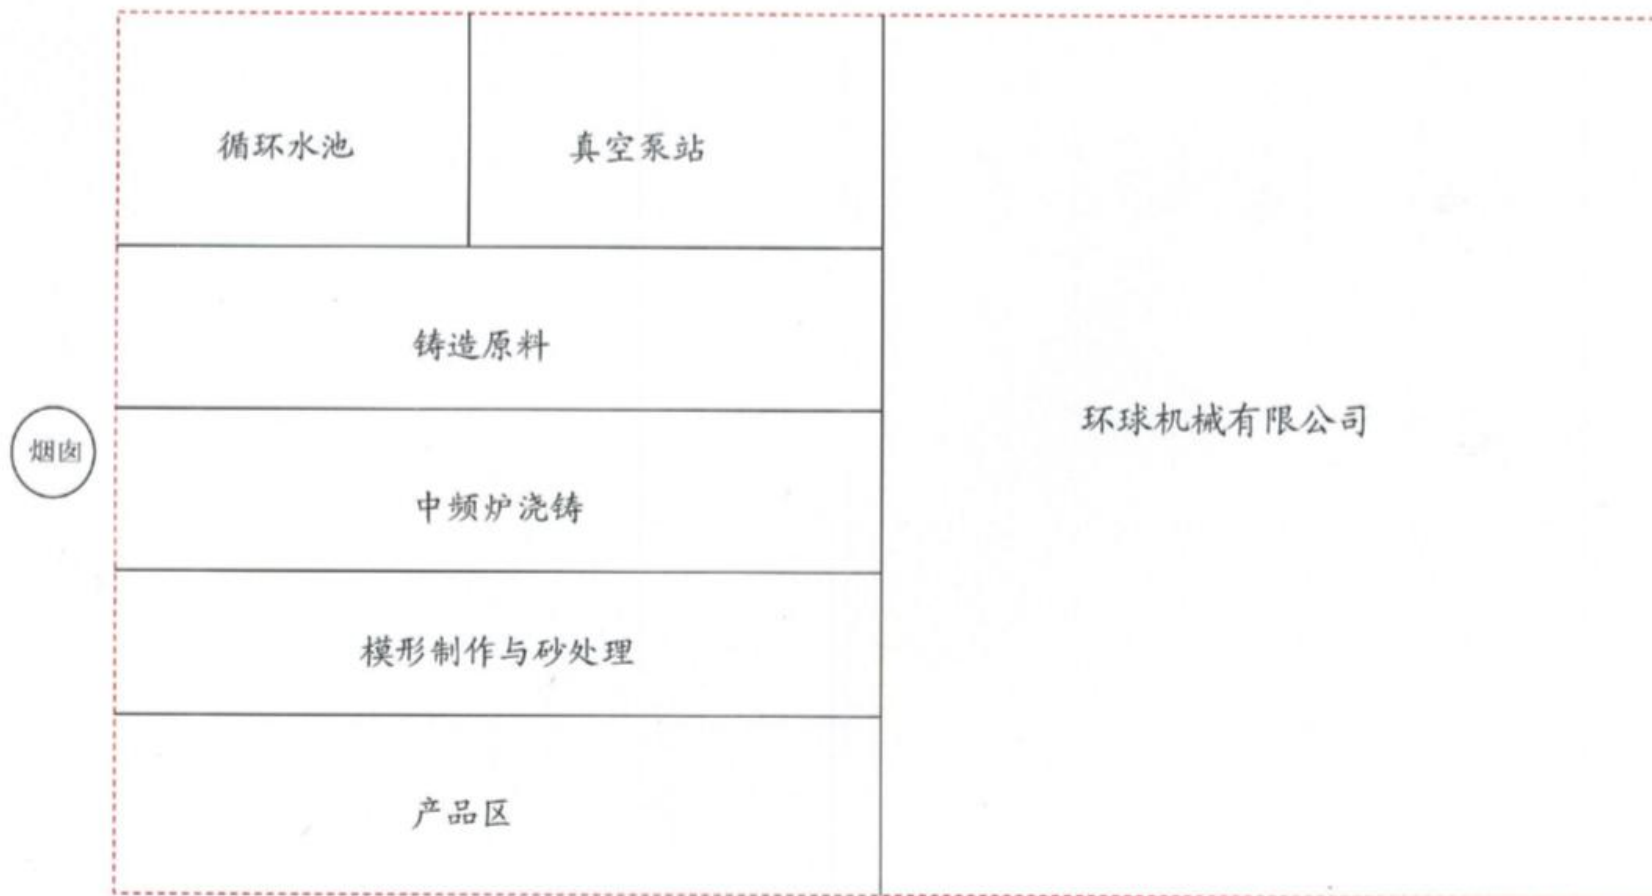 循环水池
真空泵站
铸造原料
环球机械有限公司
烟囱
中频炉浇铸
模形制作与砂处理
产品区